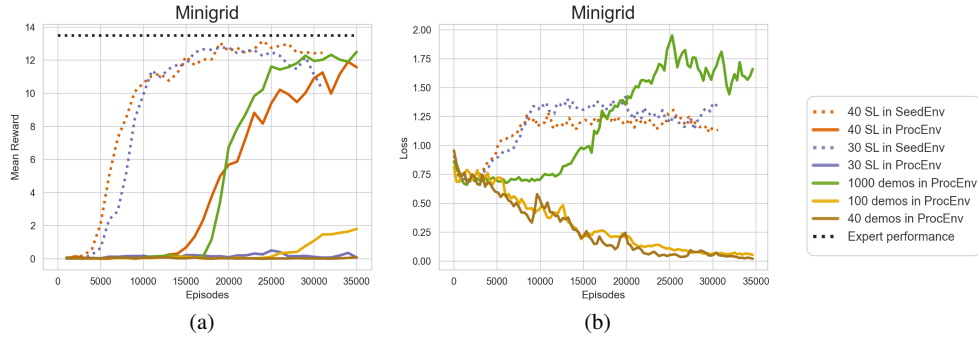 Minigrid
14
12
10
8
6
4
2
0
Mean Reward
0 5000 10000 15000 20000 25000 30000 35000
Episodes
(a)
Minigrid
2.00
1.75
1.50
1.25
1.00
0.75
0.50
0.25
0.00
Loss
0 5000 10000 15000 20000 25000 30000 35000
Episodes
(b)
40 SL in SeedEnv
40 SL in ProcEnv
30 SL in SeedEnv
30 SL in ProcEnv
1000 demos in ProcEnv
100 demos in ProcEnv
40 demos in ProcEnv
Expert performance